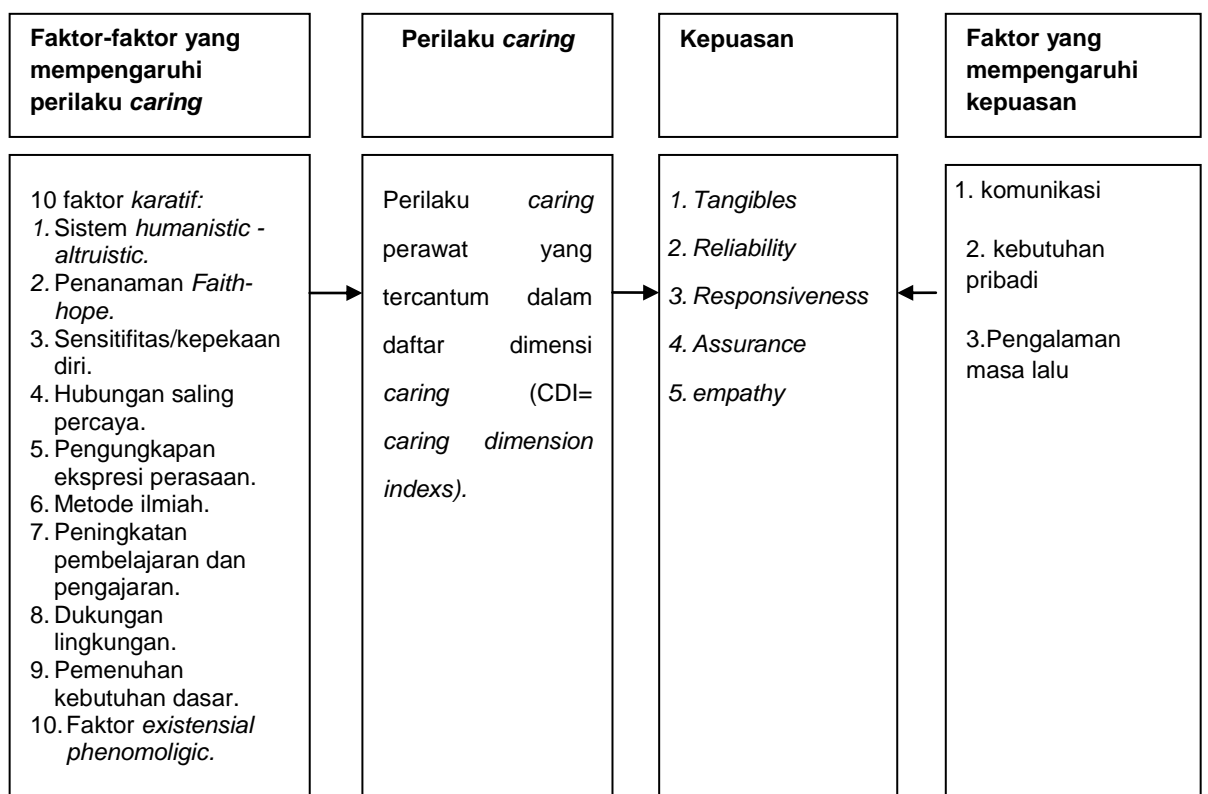 Faktor-faktor yang
mempengaruhi
perilaku caring
Perilaku caring
Kepuasan
Faktor yang
mempengaruhi
kepuasan
10 faktor karatif:
1. Sistem humanistic -
altruistic.
2. Penanaman Faith-
hope.
3. Sensitifitas/kepekaan
diri.
4. Hubungan saling
percaya.
5. Pengungkapan
ekspresi perasaan.
6. Metode ilmiah.
7. Peningkatan
pembelajaran dan
pengajaran.
8. Dukungan
lingkungan.
9. Pemenuhan
kebutuhan dasar.
10. Faktor existensial
phenomoligic.
Perilaku caring
perawat yang
tercantum dalam
daftar dimensi
caring (CDI=
caring dimension
indexs).
1. Tangibles
2. Reliability
3. Responsiveness
4. Assurance
5. empathy
1. komunikasi
2. kebutuhan
pribadi
3.Pengalaman
masa lalu